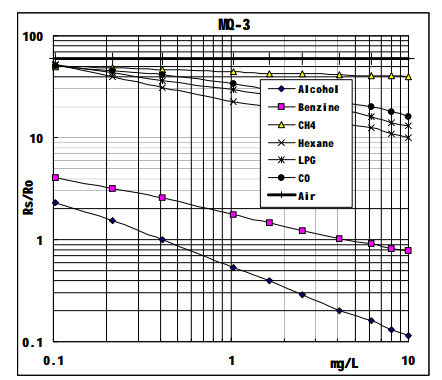 MQ-3
100
10
1
0.1
Rs/Ro
Alcohol
Benzine
CH4
Hexane
LPG
CO
Air
0.1
1
10
mg/L